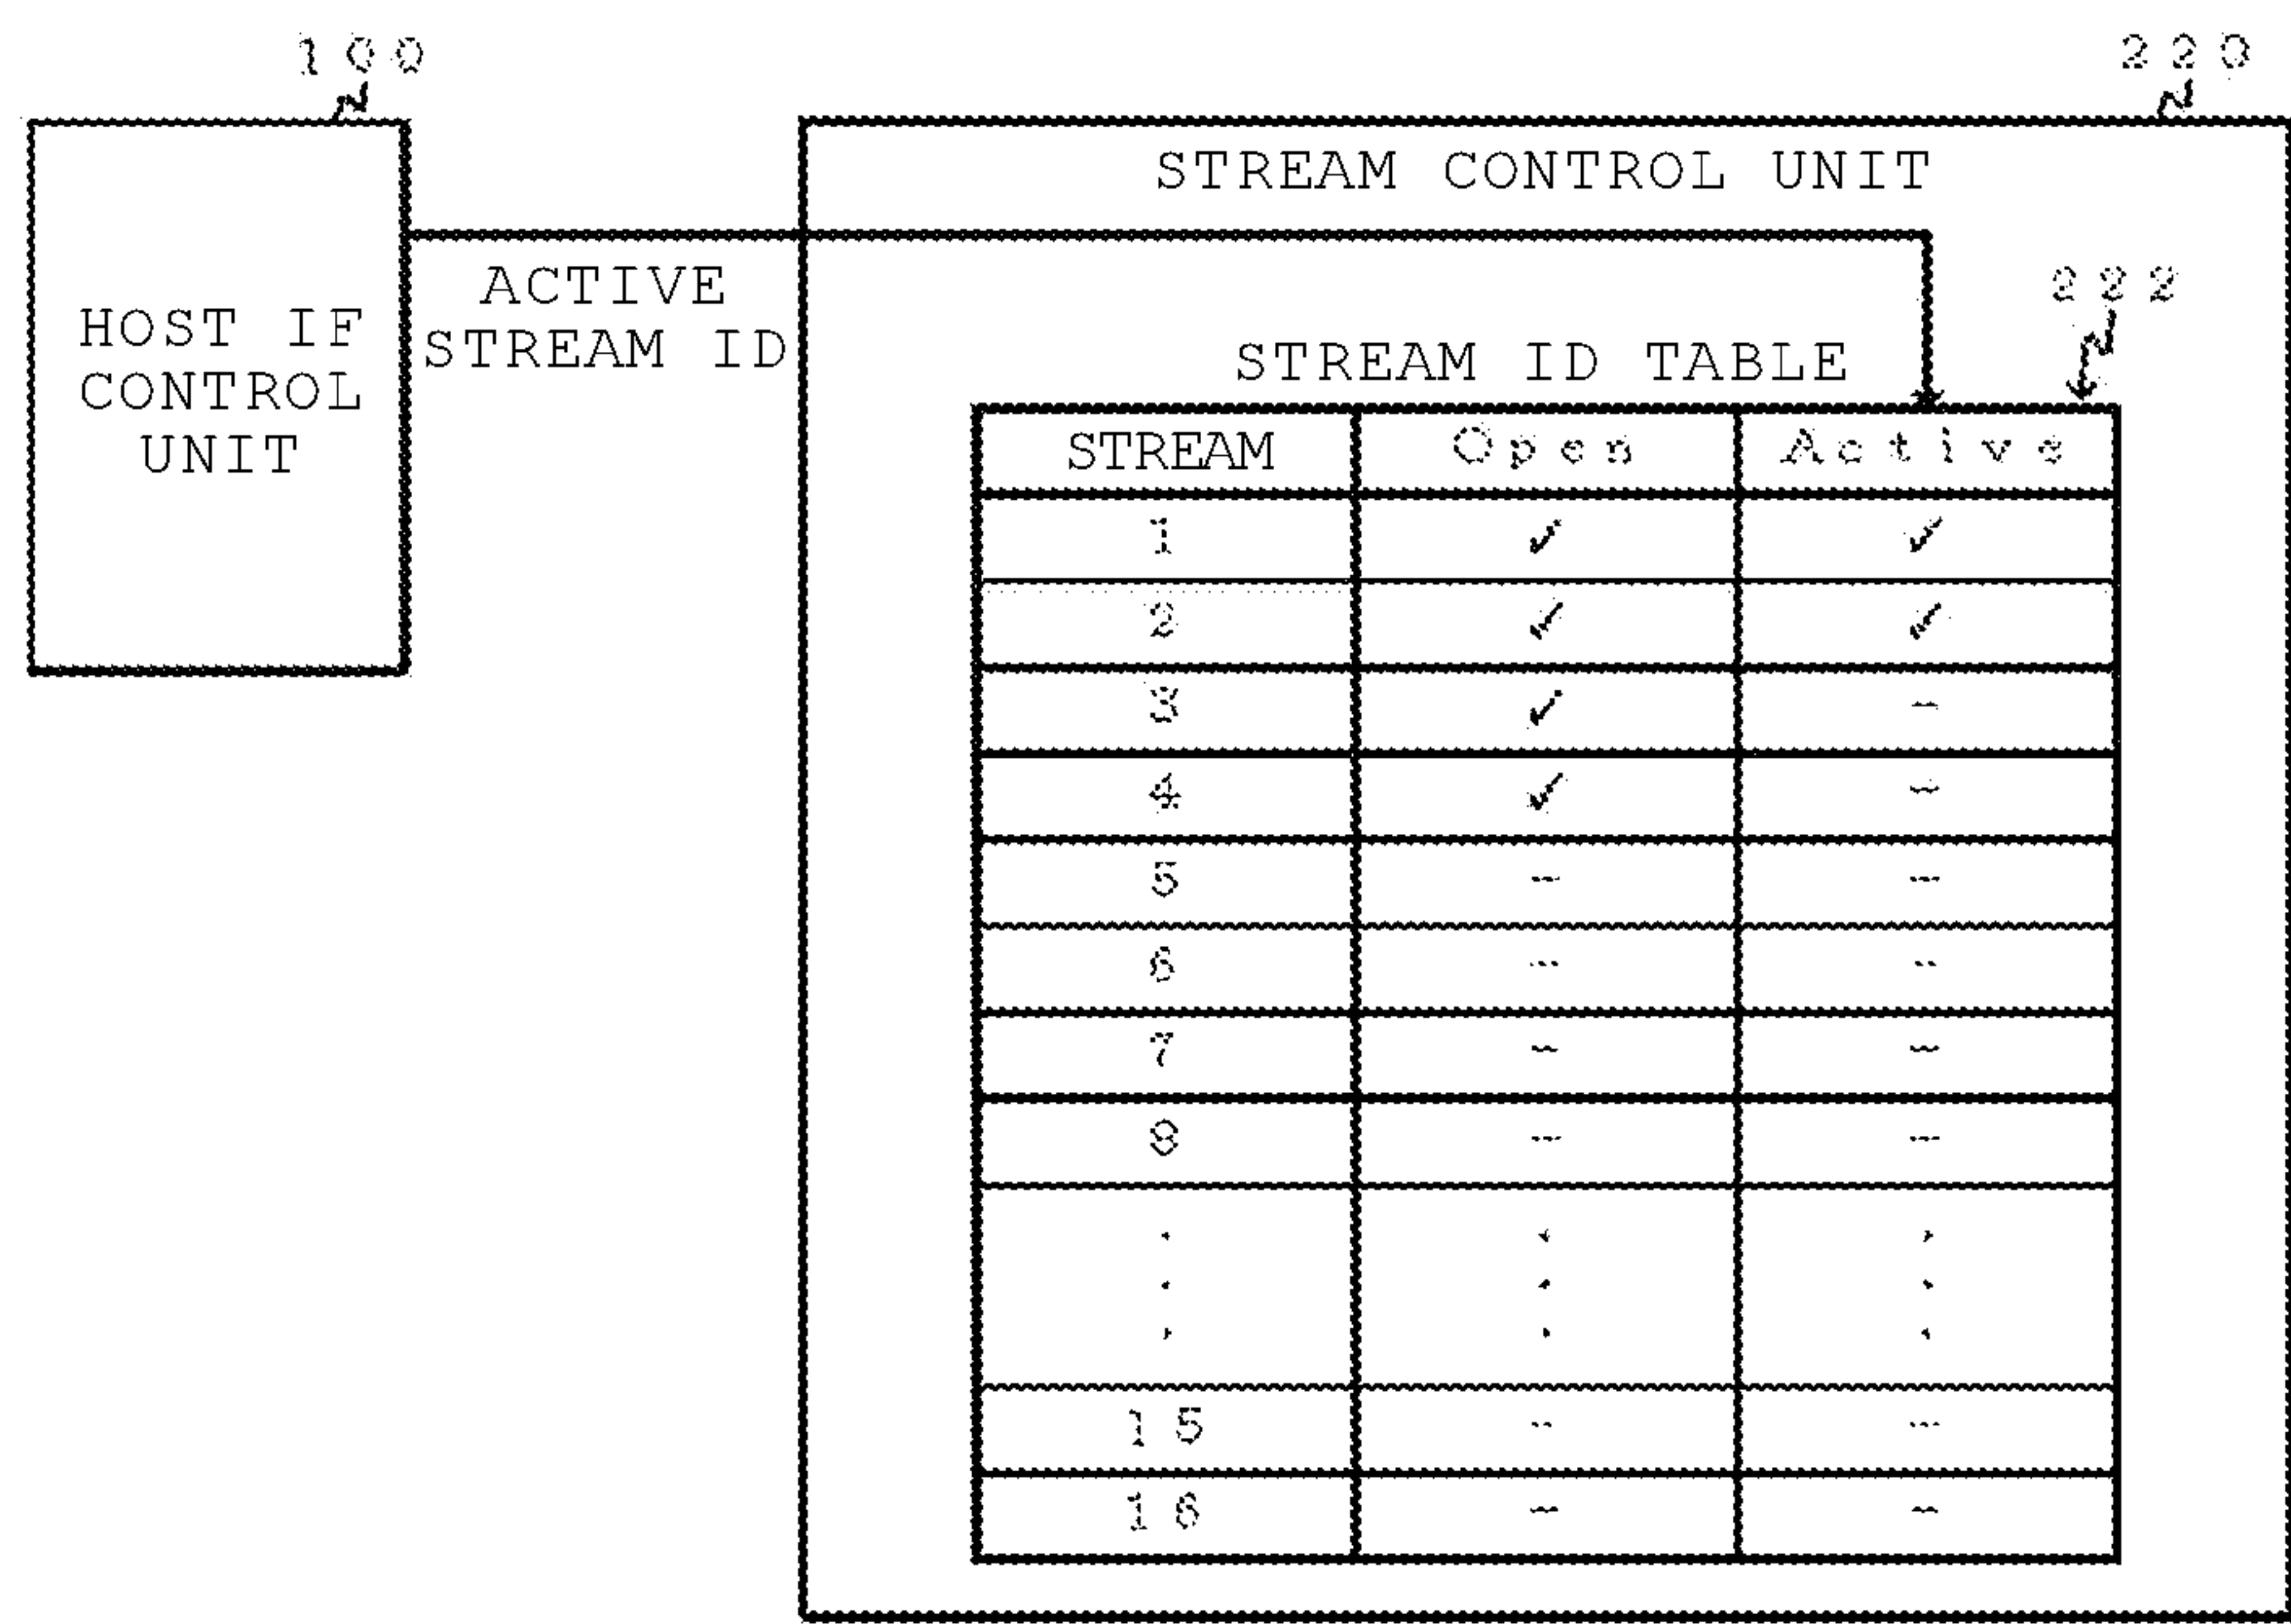 100
220
STREAM CONTROL UNIT
HOST IF
CONTROL
UNIT
ACTIVE
STREAM ID
222
STREAM ID TABLE
STREAM Open Active
1 ✓ ✓
2 ✓ ✓
3 ✓ -
4 ✓ -
5 - -
6 - -
7 - -
8 - -
. . .
. . .
. . .
15 - -
16 - -